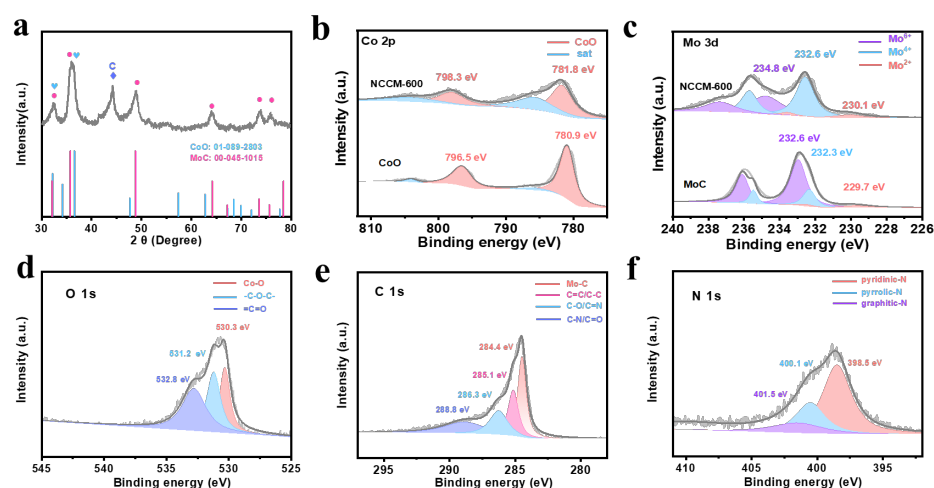 a
C
CoO: 01-089-2803
MoC: 00-045-1015
Intensity (a.u.)
30 40 50 60 70 80
2 θ (Degree)
b
Co 2p
CoO
sat
NCCM-600
798.3 eV
781.8 eV
780.9 eV
796.5 eV
CoO
Intensity (a.u.)
810 800 790 780
Binding energy (eV)
c
Mo 3d
Mo6+
Mo4+
Mo2+
232.6 eV
234.8 eV
NCCM-600
230.1 eV
232.6 eV
232.3 eV
229.7 eV
MoC
Intensity (a.u.)
240 238 236 234 232 230 228 226
Binding energy (eV)
d
O 1s
Co-O
-C-O-C-
=C=O
530.3 eV
531.2 eV
532.8 eV
Intensity (a.u.)
545 540 535 530 525
Binding energy (eV)
e
C 1s
Mo-C
C=C/C-C
C-O/C=N
C-N/C=O
284.4 eV
285.1 eV
286.3 eV
288.8 eV
Intensity (a.u.)
295 290 285 280
Binding energy (eV)
f
N 1s
pyridinic-N
pyrrolic-N
graphitic-N
400.1 eV
398.5 eV
401.5 eV
Intensity (a.u.)
410 405 400 395
Binding energy (eV)